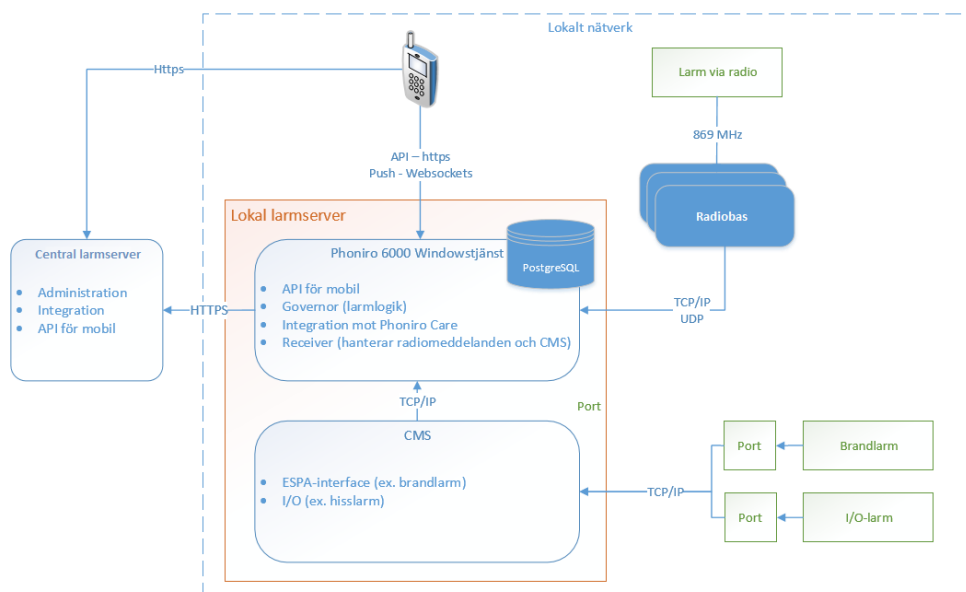 Lokalt nätverk
Https
Larm via radio
869 MHz
API – https
Push - Websockets
Radiobas
Lokal larmserver
Central larmserver
Administration
Integration
API för mobil
HTTPS
Phoniro 6000 Windowstjänst
PostgreSQL
API för mobil
Governor (larmlogik)
Integration mot Phoniro Care
Receiver (hanterar radiomeddelanden och CMS)
TCP/IP
UDP
TCP/IP
Port
CMS
ESPA-interface (ex. brandlarm)
I/O (ex. hisslarm)
TCP/IP
Port
Brandlarm
Port
I/O-larm